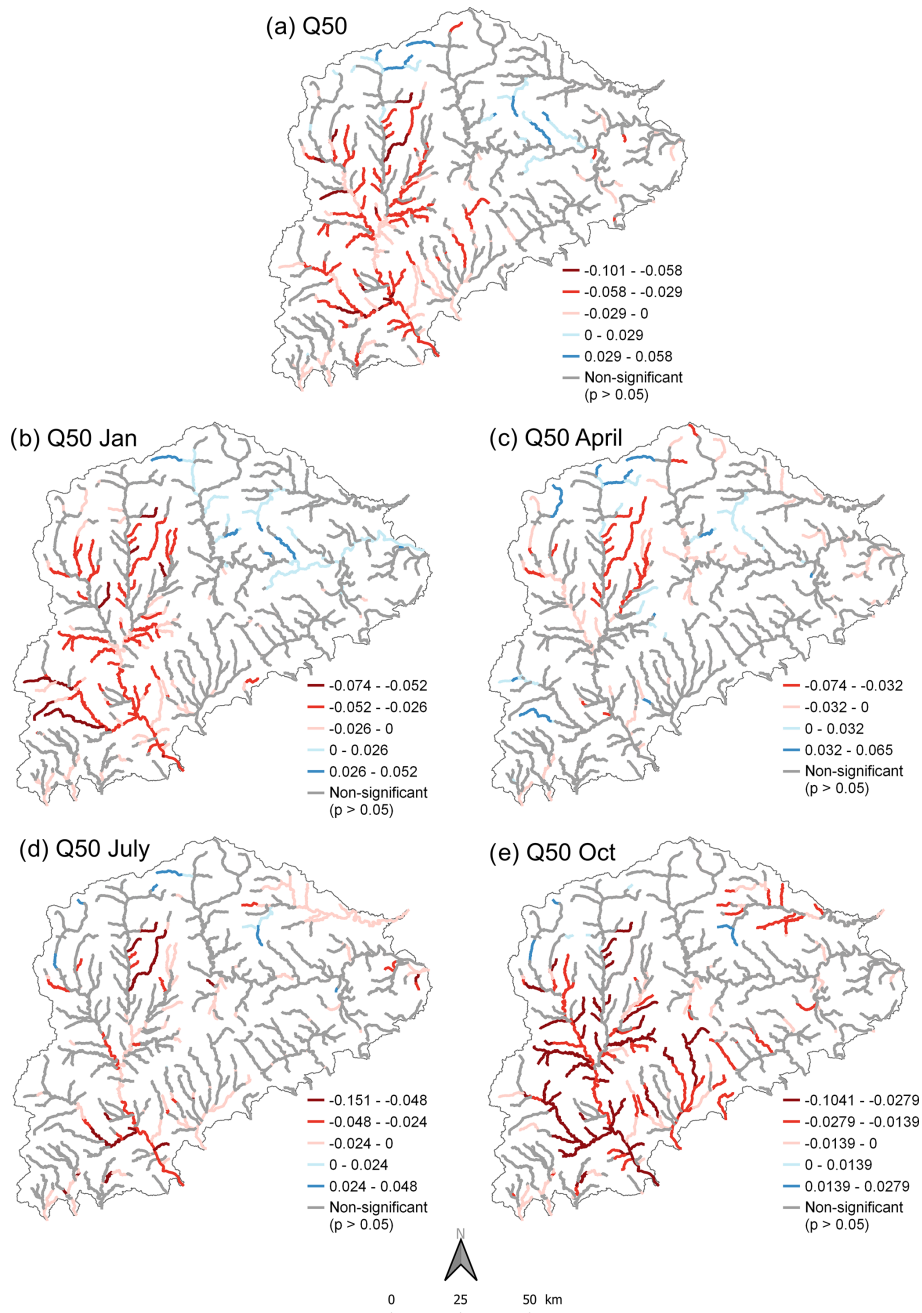 (a) Q50
-0.101 - -0.058
-0.058 - -0.029
-0.029 - 0
0 - 0.029
0.029 - 0.058
Non-significant
(p > 0.05)
(b) Q50 Jan
(c) Q50 April
-0.074 - -0.052
-0.052 - -0.026
-0.026 - 0
0 - 0.026
0.026 - 0.052
Non-significant
(p > 0.05)
-0.074 - -0.032
-0.032 - 0
0 - 0.032
0.032 - 0.065
Non-significant
(p > 0.05)
(d) Q50 July
(e) Q50 Oct
-0.151 - -0.048
-0.048 - -0.024
-0.024 - 0
0 - 0.024
0.024 - 0.048
Non-significant
(p > 0.05)
-0.1041 - -0.0279
-0.0279 - -0.0139
-0.0139 - 0
0 - 0.0139
0.0139 - 0.0279
Non-significant
(p > 0.05)
N
0 25 50 km